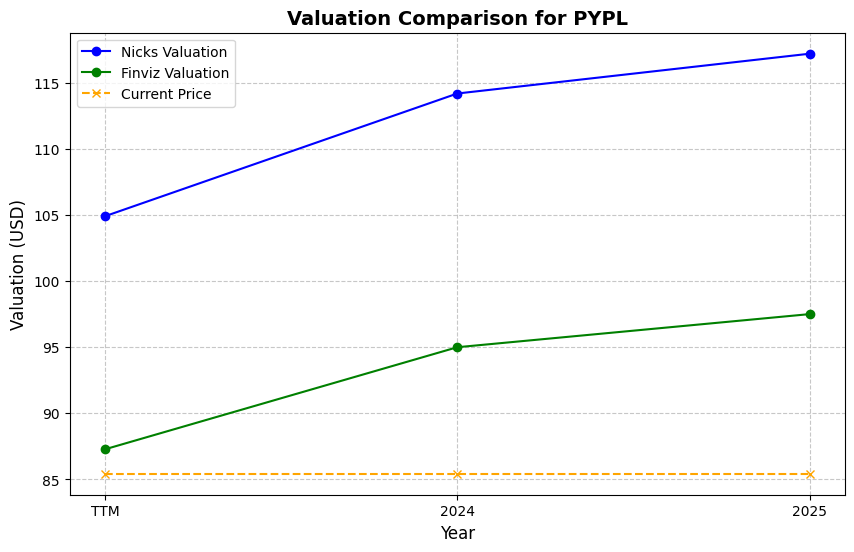 Valuation Comparison for PYPL
Nicks Valuation
Finviz Valuation
Current Price
Valuation (USD)
115
110
105
100
95
90
85
TTM
2024
2025
Year